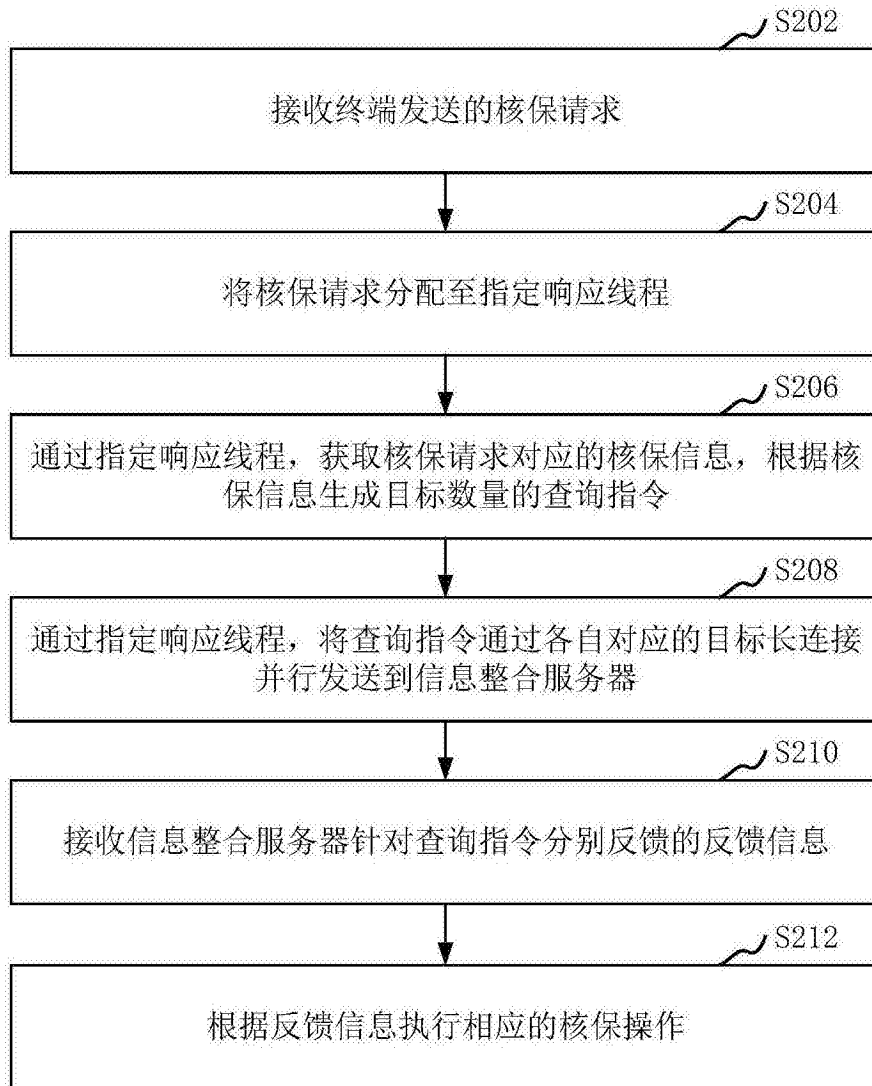 S202
接收终端发送的核保请求
S204
将核保请求分配至指定响应线程
S206
通过指定响应线程，获取核保请求对应的核保信息，根据核
保信息生成目标数量的查询指令
S208
通过指定响应线程，将查询指令通过各自对应的目标长连接
并行发送到信息整合服务器
S210
接收信息整合服务器针对查询指令分别反馈的反馈信息
S212
根据反馈信息执行相应的核保操作